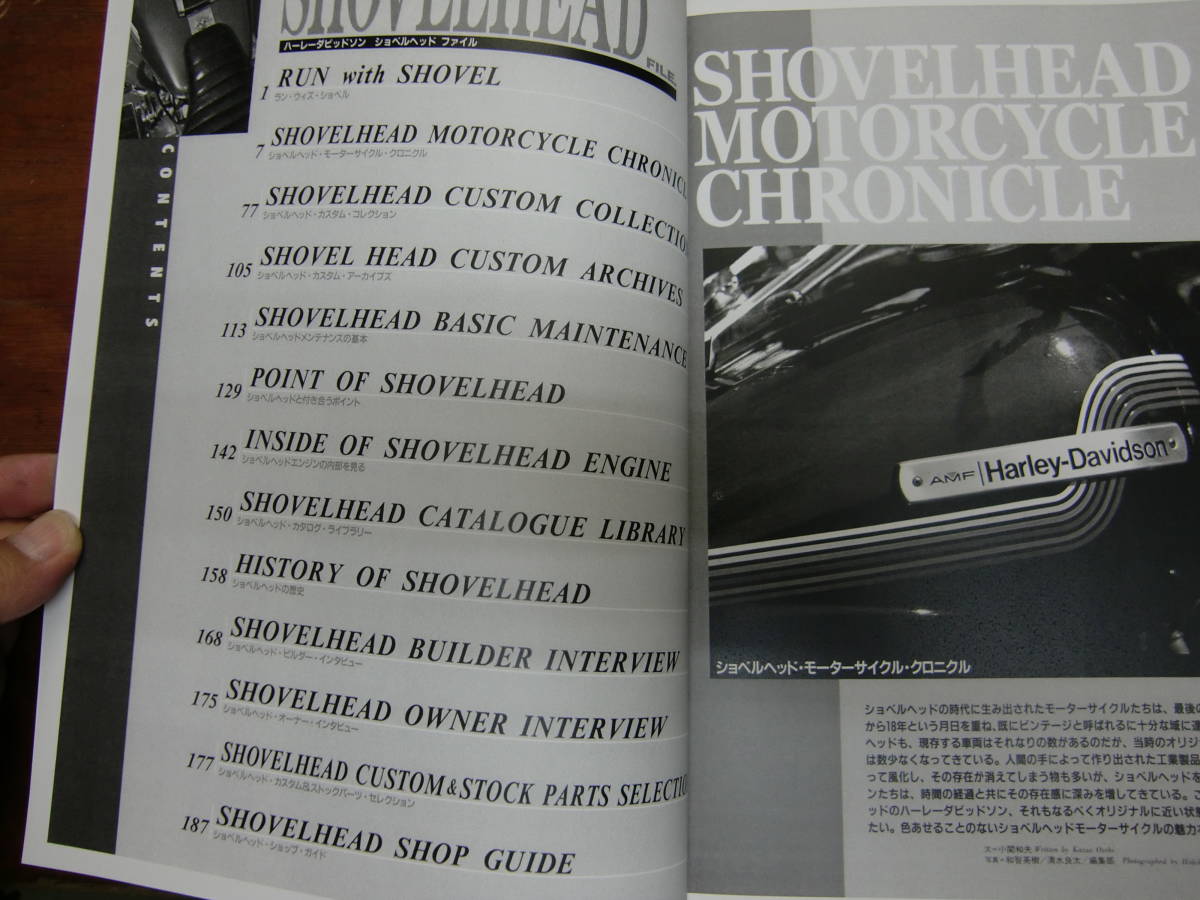 SHOVELHEAD
FILE
ハーレーダビッドソン ショベルヘッド ファイル
CONTENTS
1 RUN with SHOVEL
ラン・ウィズ・ショベル
7 SHOVELHEAD MOTORCYCLE CHRONICL
ショベルヘッド・モーターサイクル・クロニクル
77 SHOVELHEAD CUSTOM COLLECTIO
ショベルヘッド・カスタム・コレクション
105 SHOVEL HEAD CUSTOM ARCHIVES
ショベルヘッド・カスタム・アーカイブズ
113 SHOVELHEAD BASIC MAINTENANCE
ショベルヘッドメンテナンスの基本
129 POINT OF SHOVELHEAD
ショベルヘッドと付き合うポイント
142 INSIDE OF SHOVELHEAD ENGINE
ショベルヘッドエンジンの内部を見る
150 SHOVELHEAD CATALOGUE LIBRARY
ショベルヘッド・カタログ・ライブラリー
158 HISTORY OF SHOVELHEAD
ショベルヘッドの歴史
168 SHOVELHEAD BUILDER INTERVIEW
ショベルヘッド・ビルダー・インタビュー
175 SHOVELHEAD OWNER INTERVIEW
ショベルヘッド・オーナー・インタビュー
177 SHOVELHEAD CUSTOM&STOCK PARTS SELECTIO
ショベルヘッド・カスタム&ストックパーツ・セレクション
187 SHOVELHEAD SHOP GUIDE
ショベルヘッド・ショップ・ガイド
SHOVELHEAD
MOTORCYCLE
CHRONICLE
AMF Harley-Davidson
ショベルヘッド・モーターサイクル・クロニクル
ショベルヘッドの時代に生み出されたモーターサイクルたちは、最後の
から18年という月日を重ね、既にビンテージと呼ばれるに十分な域に達
ヘッドも、現存する車両はそれなりの数があるのだが、当時のオリジ
は数少なくなってきている。人間の手によって作り出された工業製品
って風化し、その存在が消えてしまう物も多いが、ショベルヘッドを
ンたちは、時間の経過と共にその存在感に深みを増してきている。こ
ッドのハーレーダビッドソン、それもなるべくオリジナルに近い状態
たい。色あせることのないショベルヘッドモーターサイクルの魅力を
文=小関和夫 Written by Kazuo Ozeki
写真=和智英樹/清水良太/編集部 Photographed by